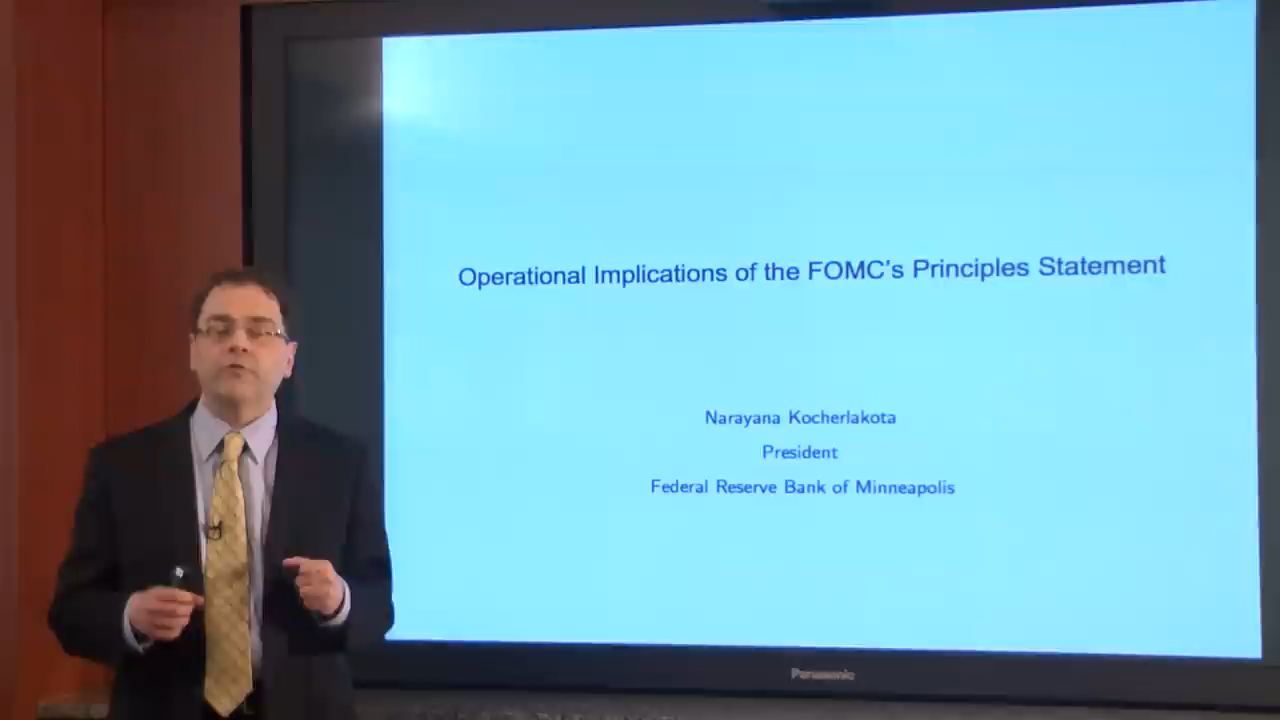 Operational Implications of the FOMC's Principles Statement
Narayana Kocherlakota
President
Federal Reserve Bank of Minneapolis
Panasonic